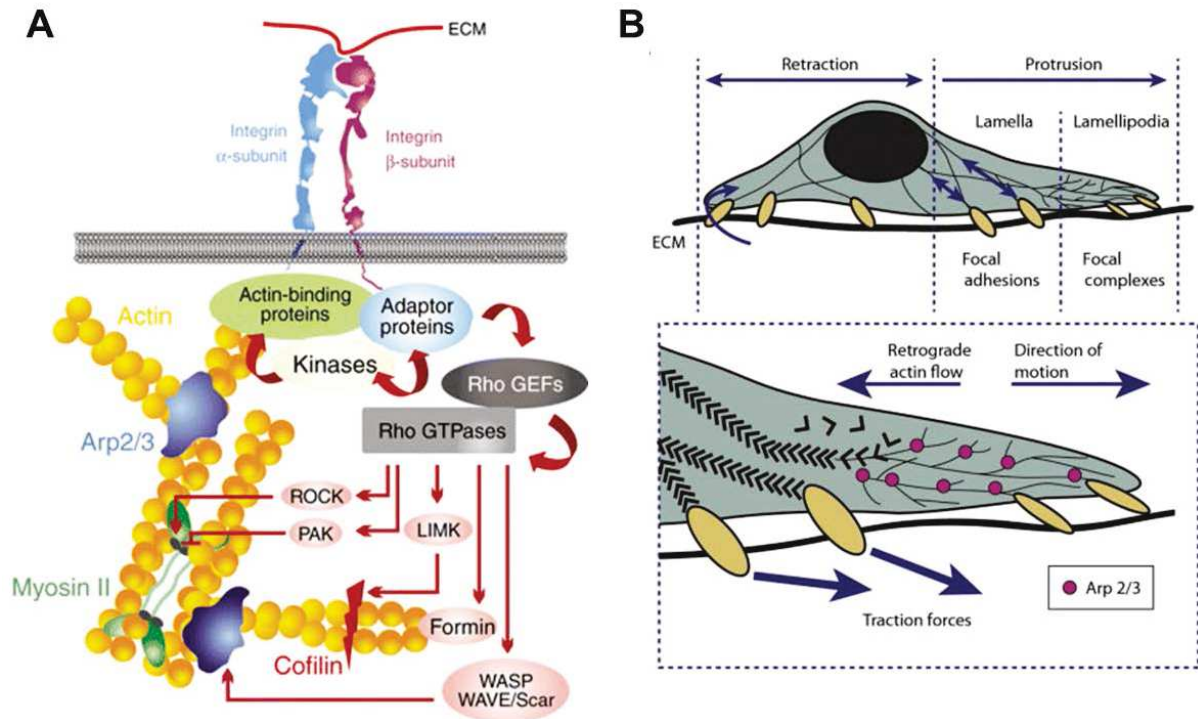 A
ECM
Integrin
α-subunit
Integrin
β-subunit
Actin-binding
proteins
Adaptor
proteins
Actin
Kinases
Rho GEFs
Arp2/3
Rho GTPases
ROCK
PAK
LIMK
Myosin II
Formin
Cofilin
WASP
WAVE/Scar
B
Retraction
Protrusion
Lamella
Lamellipodia
ECM
Focal
adhesions
Focal
complexes
Retrograde
actin flow
Direction of
motion
Arp 2/3
Traction forces